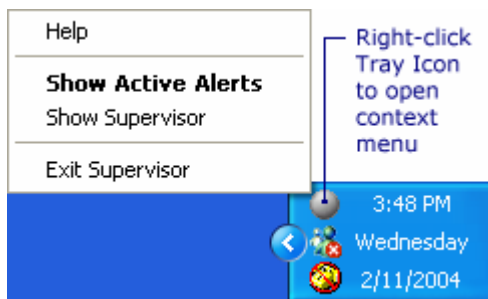 Help
Show Active Alerts
Show Supervisor
Exit Supervisor
Right-click
Tray Icon
to open
context
menu
3:48 PM
Wednesday
2/11/2004